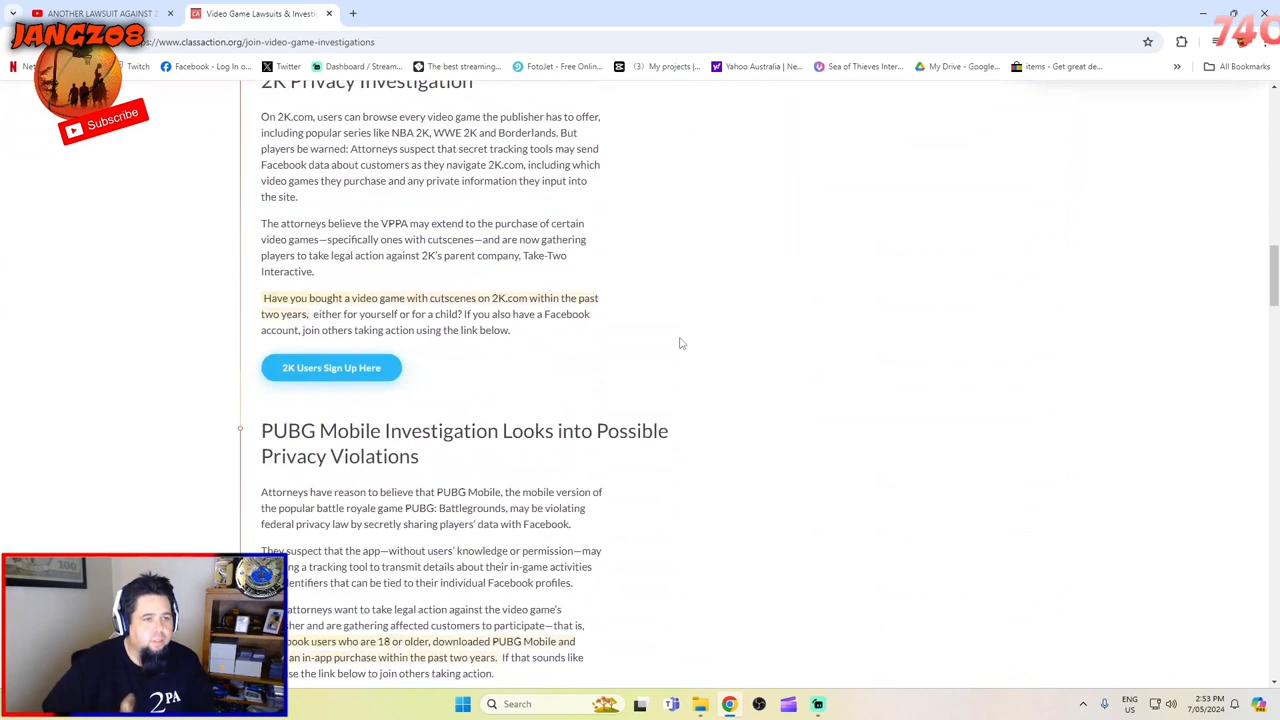 ANOTHER LAWSUIT AGAINST 2
Video Game Lawsuits & Investig
JANGZ08
740
www.classaction.org/join-video-game-investigations
Twitch
Facebook - Log In o...
Twitter
Dashboard / Stream...
The best streaming...
FotoJet - Free Onlin...
(3) My projects |...
Yahoo Australia | Ne...
Sea of Thieves Inter...
My Drive - Google...
items - Get great de...
All Bookmarks
Subscribe
2K Privacy Investigation
On 2K.com, users can browse every video game the publisher has to offer,
including popular series like NBA 2K, WWE 2K and Borderlands. But
players be warned: Attorneys suspect that secret tracking tools may send
Facebook data about customers as they navigate 2K.com, including which
video games they purchase and any private information they input into
the site.
The attorneys believe the VPPA may extend to the purchase of certain
video games—specifically ones with cutscenes—and are now gathering
players to take legal action against 2K's parent company, Take-Two
Interactive.
Have you bought a video game with cutscenes on 2K.com within the past
two years, either for yourself or for a child? If you also have a Facebook
account, join others taking action using the link below.
2K Users Sign Up Here
PUBG Mobile Investigation Looks into Possible
Privacy Violations
Attorneys have reason to believe that PUBG Mobile, the mobile version of
the popular battle royale game PUBG: Battlegrounds, may be violating
federal privacy law by secretly sharing players' data with Facebook.
They suspect that the app—without users' knowledge or permission—may
ng a tracking tool to transmit details about their in-game activities
entifiers that can be tied to their individual Facebook profiles.
attorneys want to take legal action against the video game's
sher and are gathering affected customers to participate—that is,
ook users who are 18 or older, downloaded PUBG Mobile and
an in-app purchase within the past two years. If that sounds like
se the link below to join others taking action.
100
2PA
Search
ENG
US
2:53 PM
7/05/2024